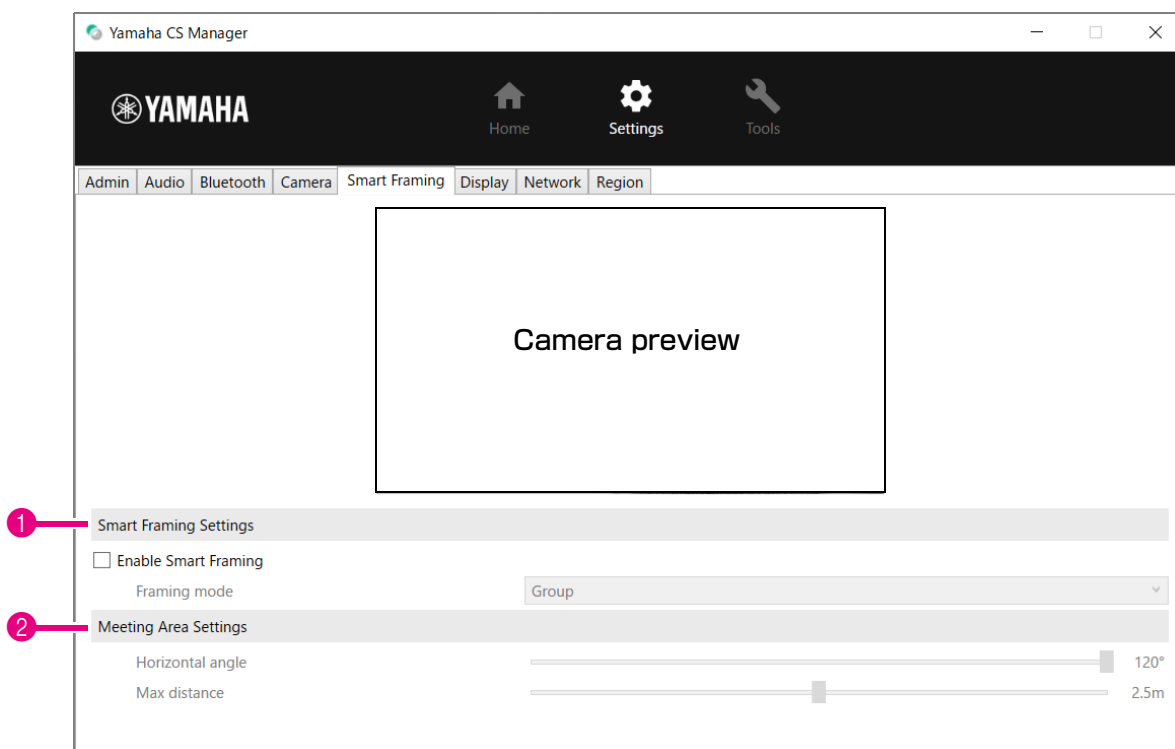 Yamaha CS Manager
YAMAHA
Home Settings Tools
Admin Audio Bluetooth Camera Smart Framing Display Network Region
Camera preview
1 Smart Framing Settings
Enable Smart Framing
Framing mode Group
2 Meeting Area Settings
Horizontal angle 120°
Max distance 2.5m